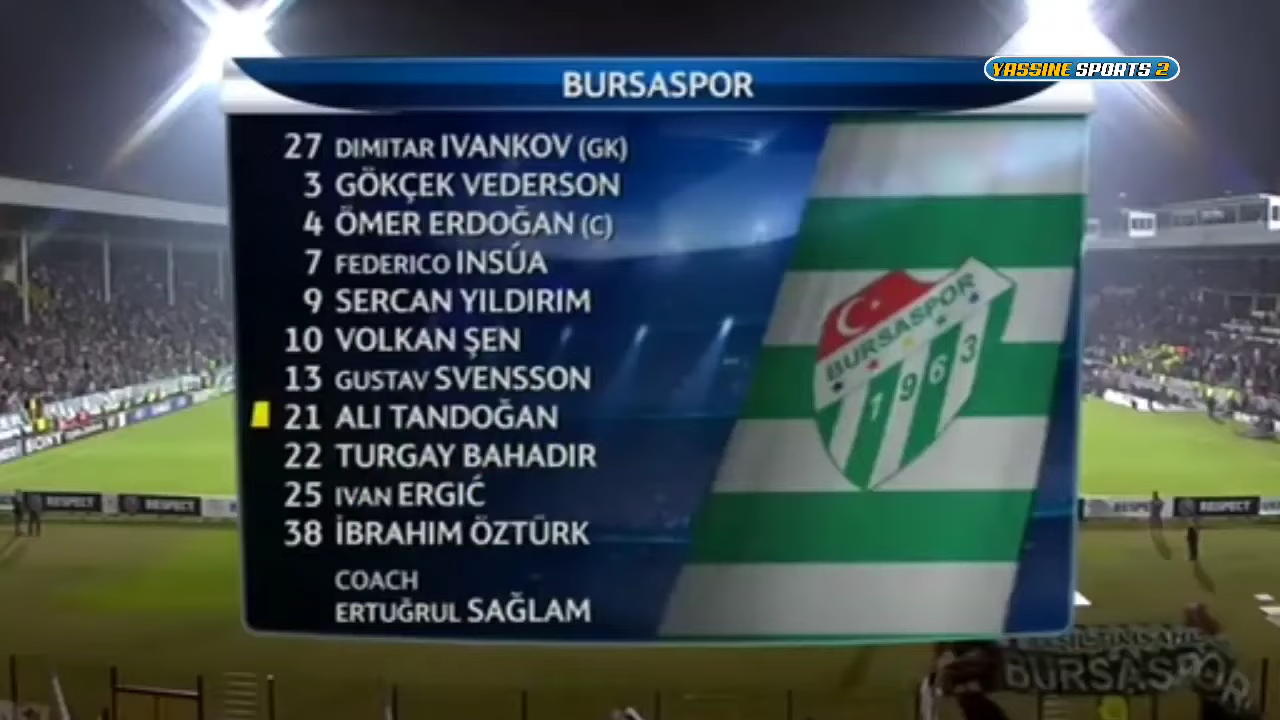 YASSINE SPORTS 2
BURSASPOR
27 DIMITAR IVANKOV (GK)
3 GÖKÇEK VEDERSON
4 ÖMER ERDOĞAN (C)
7 FEDERICO INSÚA
9 SERCAN YILDIRIM
10 VOLKAN ŞEN
13 GUSTAV SVENSSON
21 ALI TANDOĞAN
22 TURGAY BAHADIR
25 IVAN ERGIĆ
38 İBRAHIM ÖZTÜRK
COACH
ERTUĞRUL SAĞLAM
BURSASPOR
1963
SONY
RESPECT
RESPECT
RESPECT
RESPECT
BURSASPOR